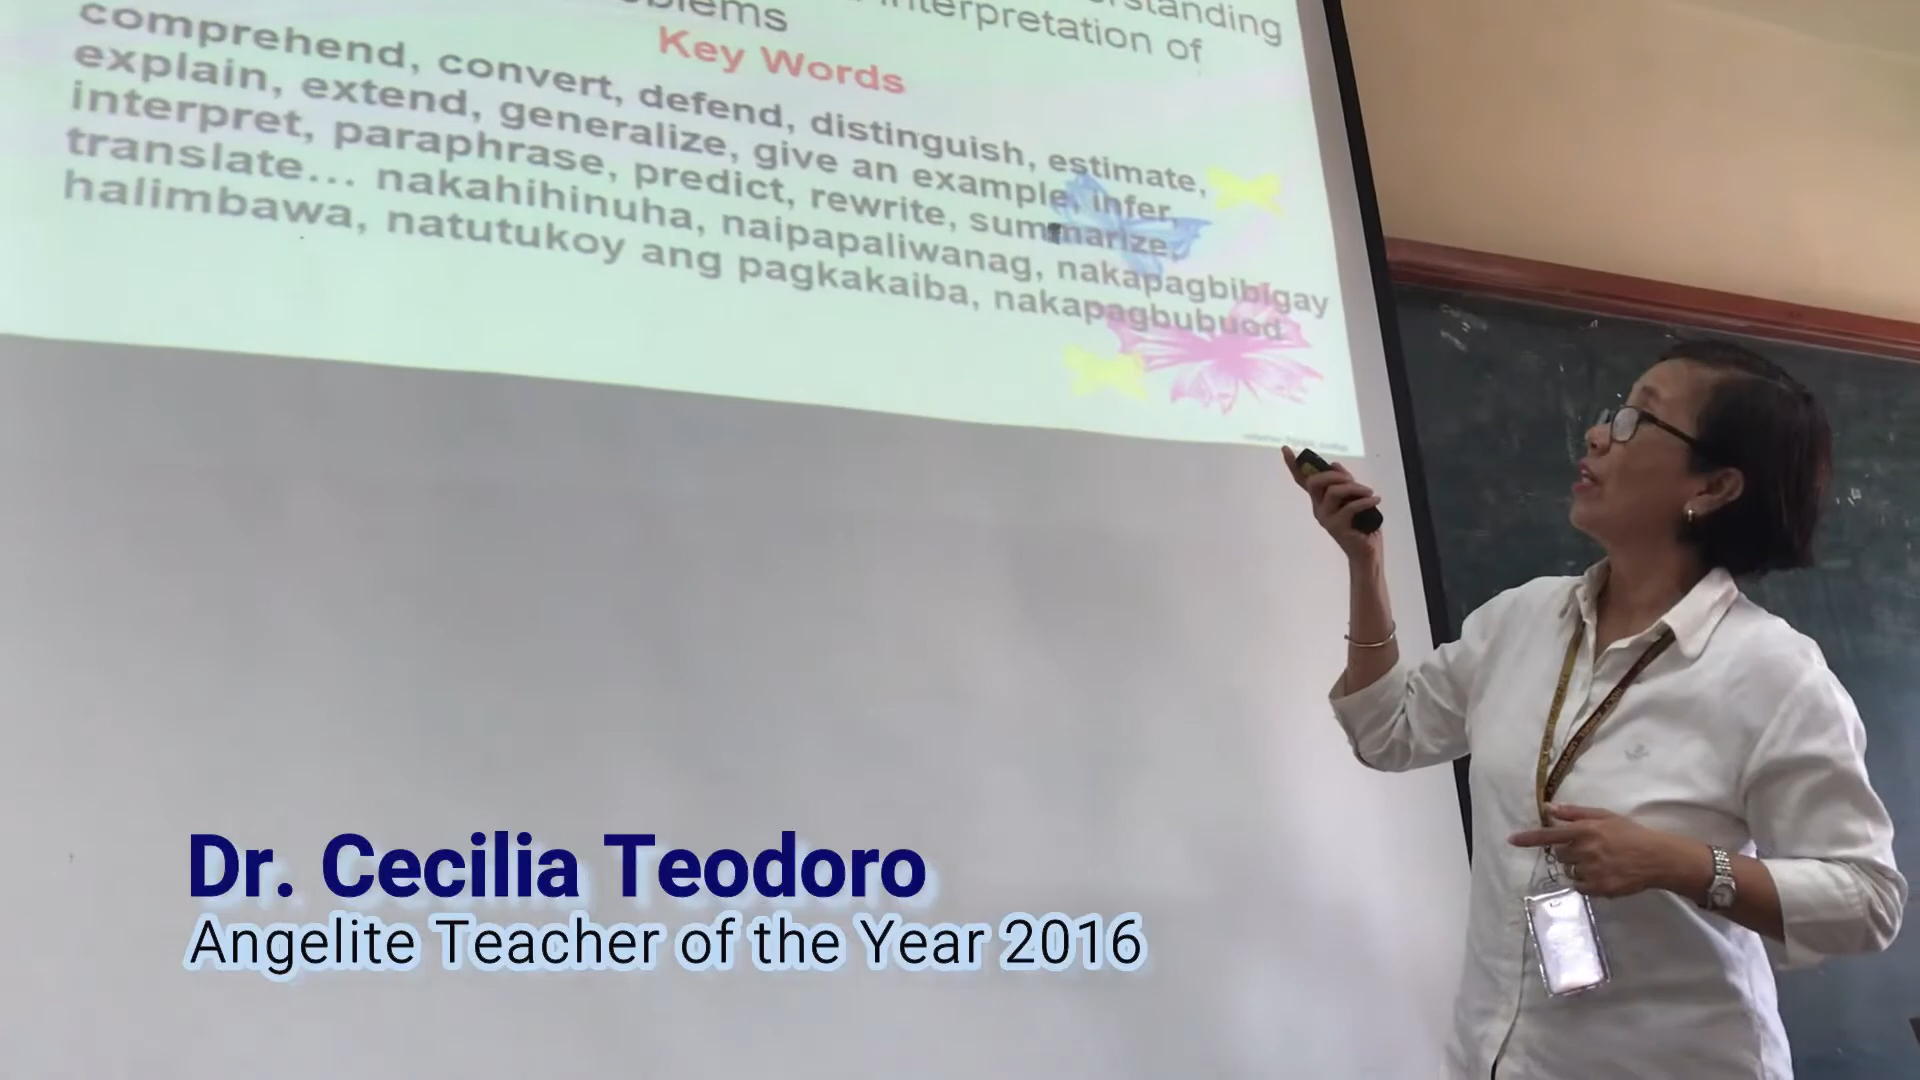 standing
oblems
interpretation of
Key Words
comprehend, convert, defend, distinguish, estimate,
explain, extend, generalize, give an example, infer,
interpret, paraphrase, predict, rewrite, summarize,
translate... nakahihinuha, naipapaliwanag, nakapagbibigay
halimbawa, natutukoy ang pagkakaiba, nakapagbubuod
Dr. Cecilia Teodoro
Angelite Teacher of the Year 2016